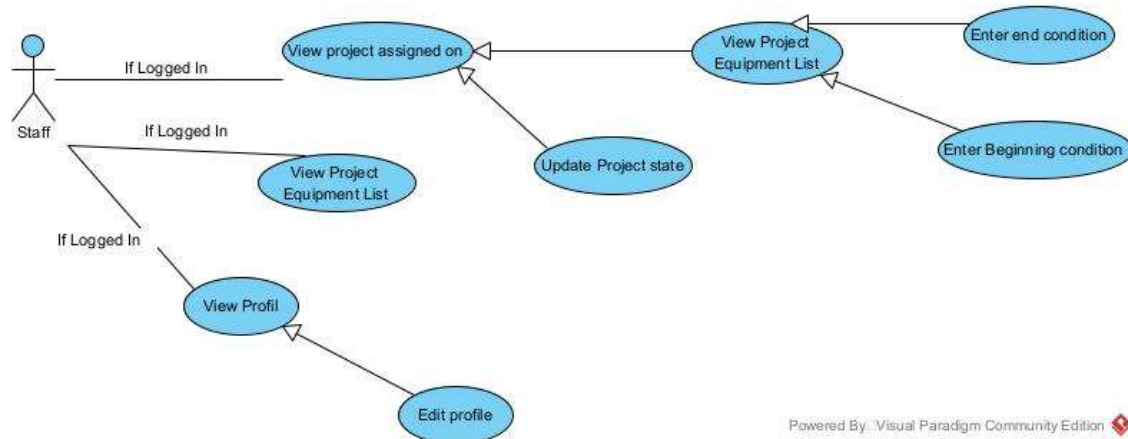 Enter end condition
View project assigned on
View Project
Equipment List
If Logged In
Staff
If Logged In
Enter Beginning condition
Update Project state
View Project
Equipment List
If Logged In
View Profil
Edit profile
Powered By Visual Paradigm Community Edition